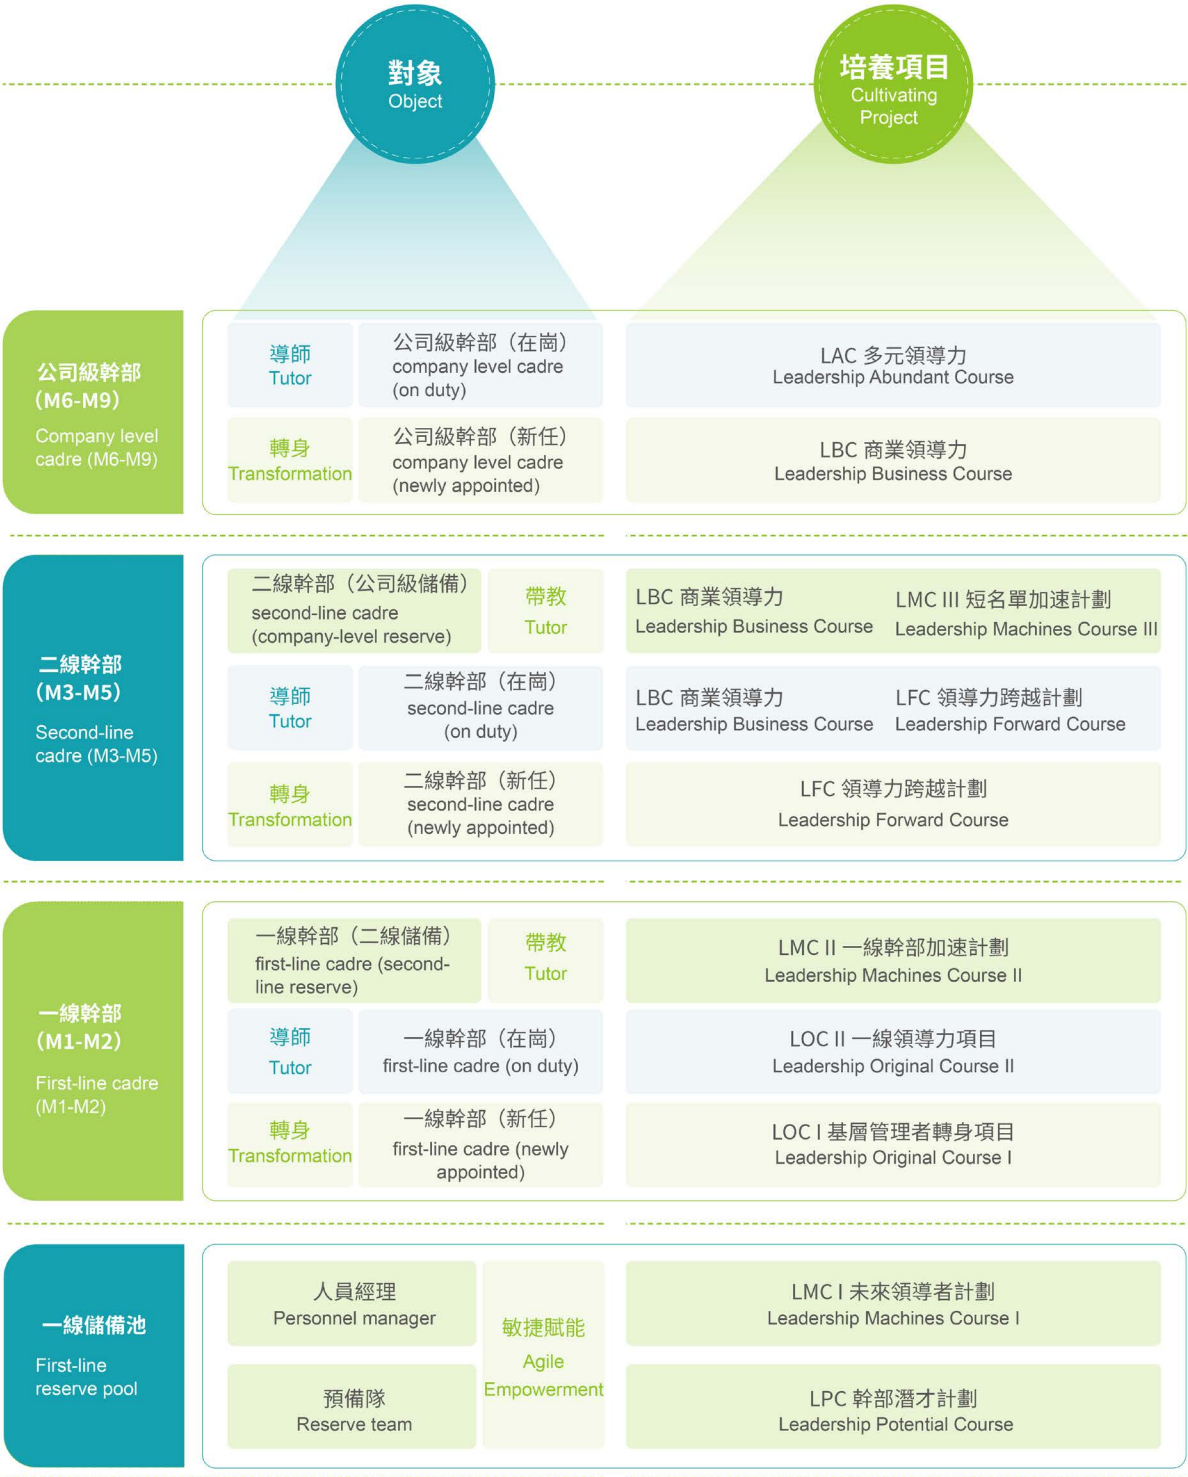 對象
Object
培養項目
Cultivating
Project
公司級幹部
（M6-M9）
Company level
cadre (M6-M9)
導師
Tutor
公司級幹部（在崗）
company level cadre
(on duty)
LAC 多元領導力
Leadership Abundant Course
轉身
Transformation
公司級幹部（新任）
company level cadre
(newly appointed)
LBC 商業領導力
Leadership Business Course
二線幹部
（M3-M5）
Second-line
cadre (M3-M5)
二線幹部（公司級儲備）
second-line cadre
(company-level reserve)
帶教
Tutor
LBC 商業領導力
Leadership Business Course
LMC III 短名單加速計劃
Leadership Machines Course III
導師
Tutor
二線幹部（在崗）
second-line cadre
(on duty)
LBC 商業領導力
Leadership Business Course
LFC 領導力跨越計劃
Leadership Forward Course
轉身
Transformation
二線幹部（新任）
second-line cadre
(newly appointed)
LFC 領導力跨越計劃
Leadership Forward Course
一線幹部
（M1-M2）
First-line cadre
(M1-M2)
一線幹部（二線儲備）
first-line cadre (second-
line reserve)
帶教
Tutor
LMC II 一線幹部加速計劃
Leadership Machines Course II
導師
Tutor
一線幹部（在崗）
first-line cadre (on duty)
LOC II 一線領導力項目
Leadership Original Course II
轉身
Transformation
一線幹部（新任）
first-line cadre (newly
appointed)
LOC I 基層管理者轉身項目
Leadership Original Course I
一線儲備池
First-line
reserve pool
人員經理
Personnel manager
敏捷賦能
Agile
Empowerment
LMC I 未來領導者計劃
Leadership Machines Course I
預備隊
Reserve team
LPC 幹部潛才計劃
Leadership Potential Course